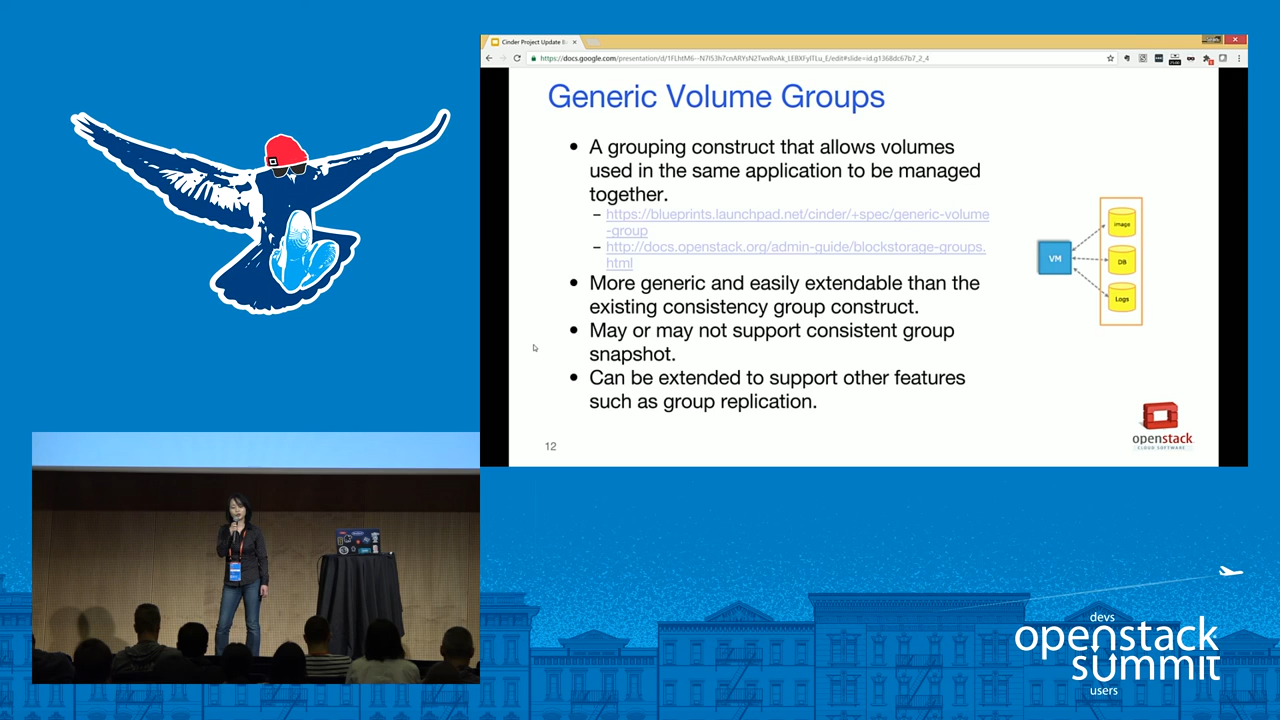 Cinder Project Update B
https://docs.google.com/presentation/d/1FLhtM6--N7I53h7cnARYsN2TwxRvAk_LEBXFyITLu_E/edit#slide=id.g1368dc67b7_2_4
Generic Volume Groups
● A grouping construct that allows volumes
used in the same application to be managed
together.
– https://blueprints.launchpad.net/cinder/+spec/generic-volume
-group
– http://docs.openstack.org/admin-guide/blockstorage-groups.
html
● More generic and easily extendable than the
existing consistency group construct.
● May or may not support consistent group
snapshot.
● Can be extended to support other features
such as group replication.
VM
image
DB
Logs
12
openstack
CLOUD SOFTWARE
devs
openstack
summit
users